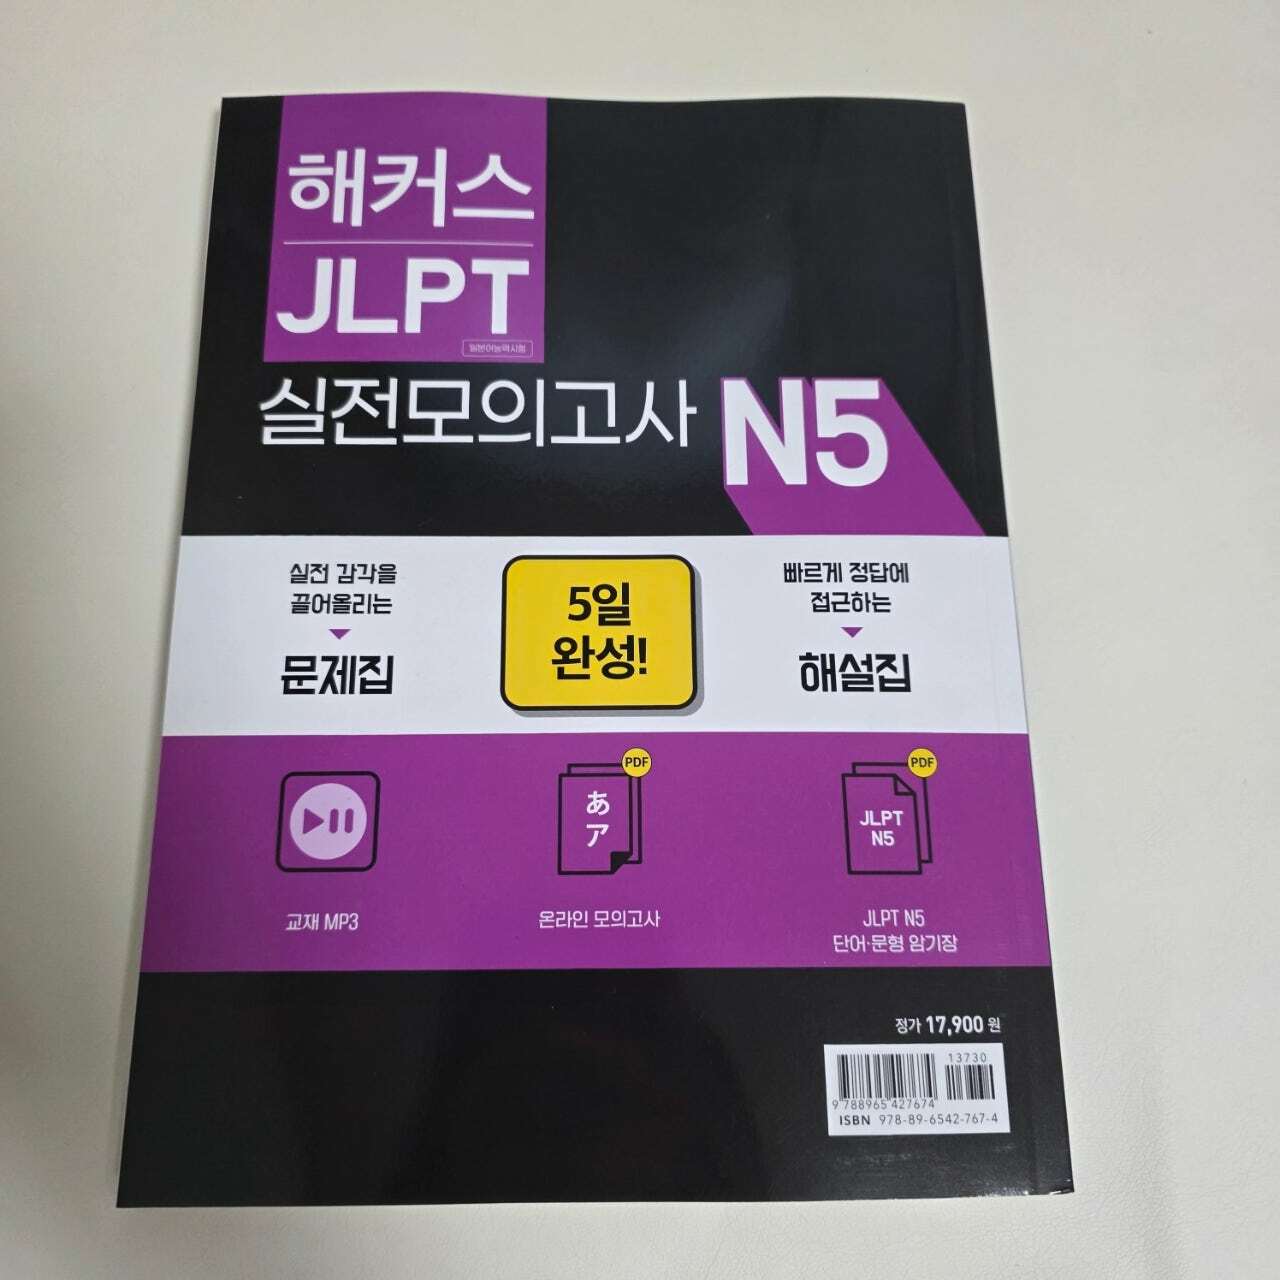 해커스
JLPT
일본어능력시험
실전모의고사 N5
실전 감각을
끌어올리는
문제집
5일
완성!
빠르게 정답에
접근하는
해설집
교재 MP3
PDF
あ
ア
온라인 모의고사
PDF
JLPT
N5
JLPT N5
단어·문형 암기장
정가 17,900 원
13730
9 788965 427674
ISBN 978-89-6542-767-4